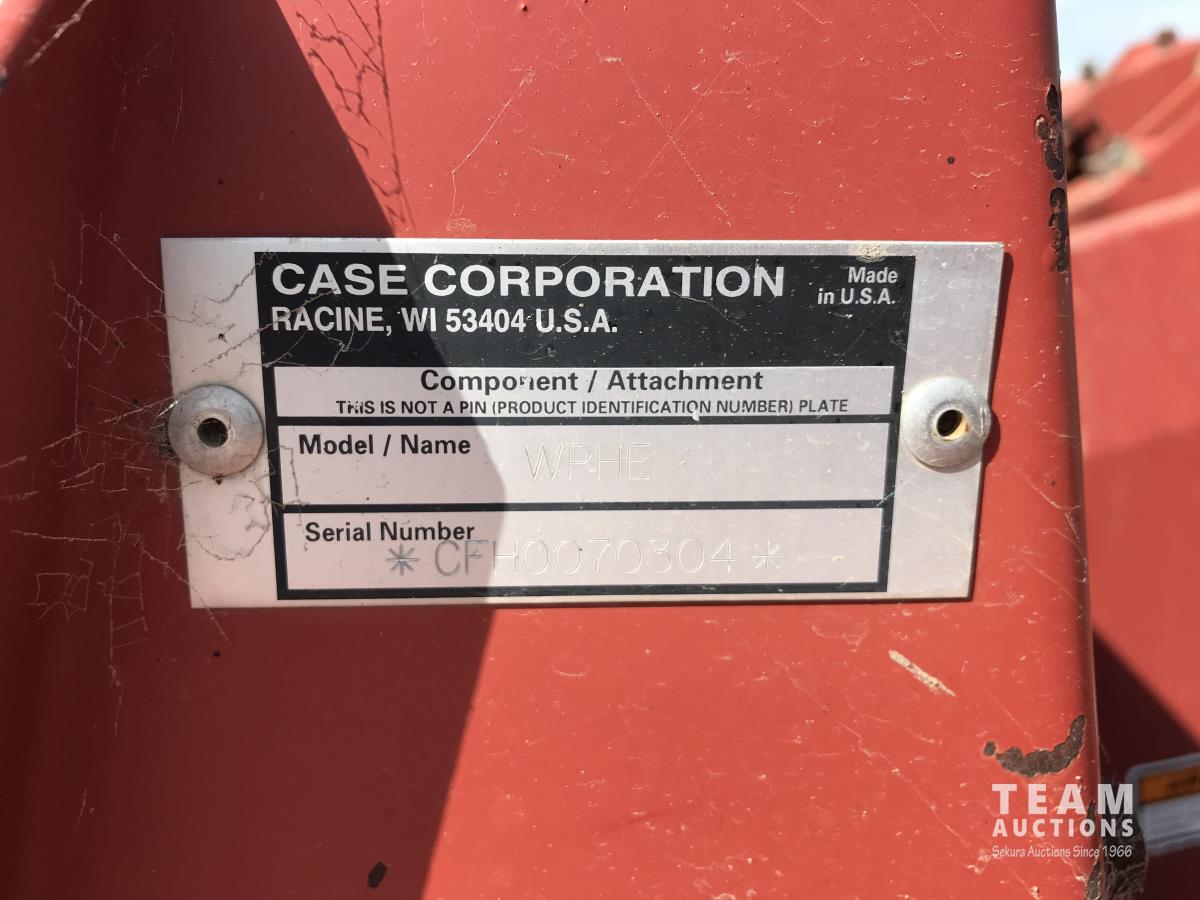 CASE CORPORATION
Made
in U.S.A.
RACINE, WI 53404 U.S.A.
Component / Attachment
THIS IS NOT A PIN (PRODUCT IDENTIFICATION NUMBER) PLATE
Model / Name WPHE
Serial Number
* CFH0070304 *
TEAM
AUCTIONS
Sekura Auctions Since 1966